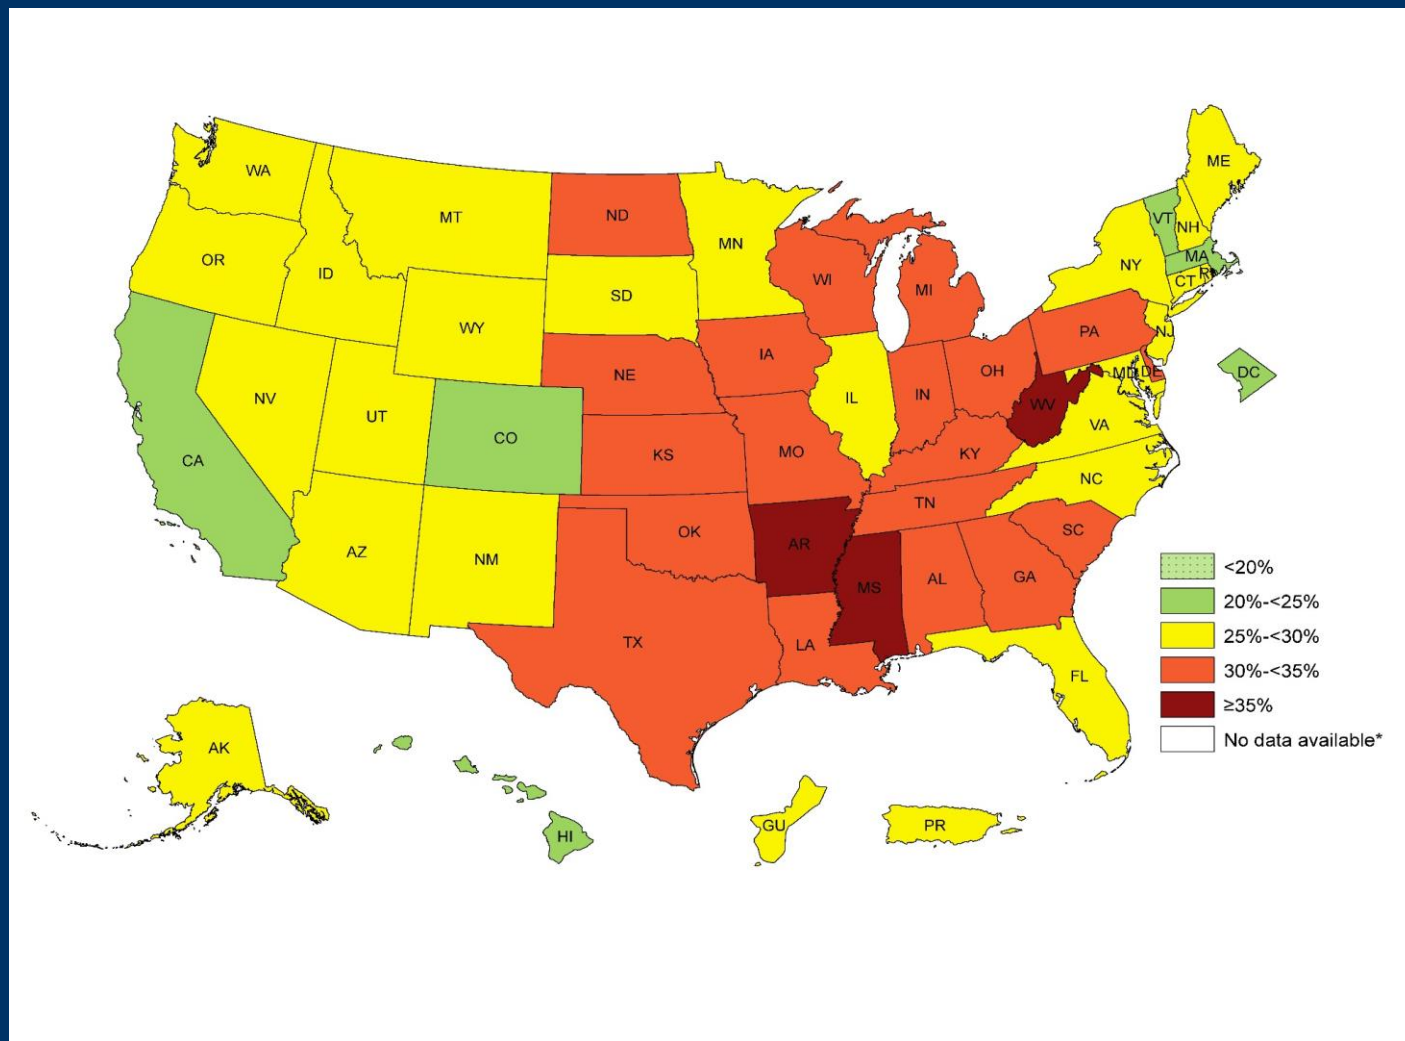 ME
WA
VT
NH
MT
ND
MN
OR
ID
SD
WI
MI
NY
MA
CT
RI
WY
IA
PA
NJ
NE
OH
MD
DE
DC
NV
UT
CO
IL
IN
WV
VA
CA
KS
MO
KY
NC
AZ
NM
OK
AR
TN
SC
MS
AL
GA
TX
LA
FL
AK
HI
GU
PR
<20%
20%-<25%
25%-<30%
30%-<35%
≥35%
No data available*